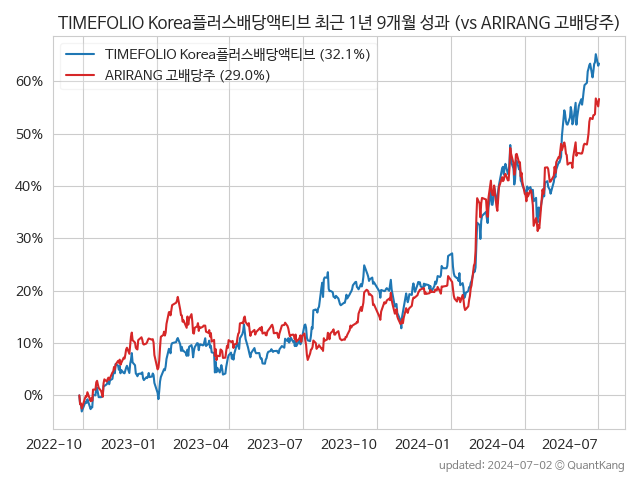 TIMEFOLIO Korea플러스배당액티브 최근 1년 9개월 성과 (vs ARIRANG 고배당주)
TIMEFOLIO Korea플러스배당액티브 (32.1%)
ARIRANG 고배당주 (29.0%)
60%
50%
40%
30%
20%
10%
0%
2022-10 2023-01 2023-04 2023-07 2023-10 2024-01 2024-04 2024-07
updated: 2024-07-02 © QuantKang